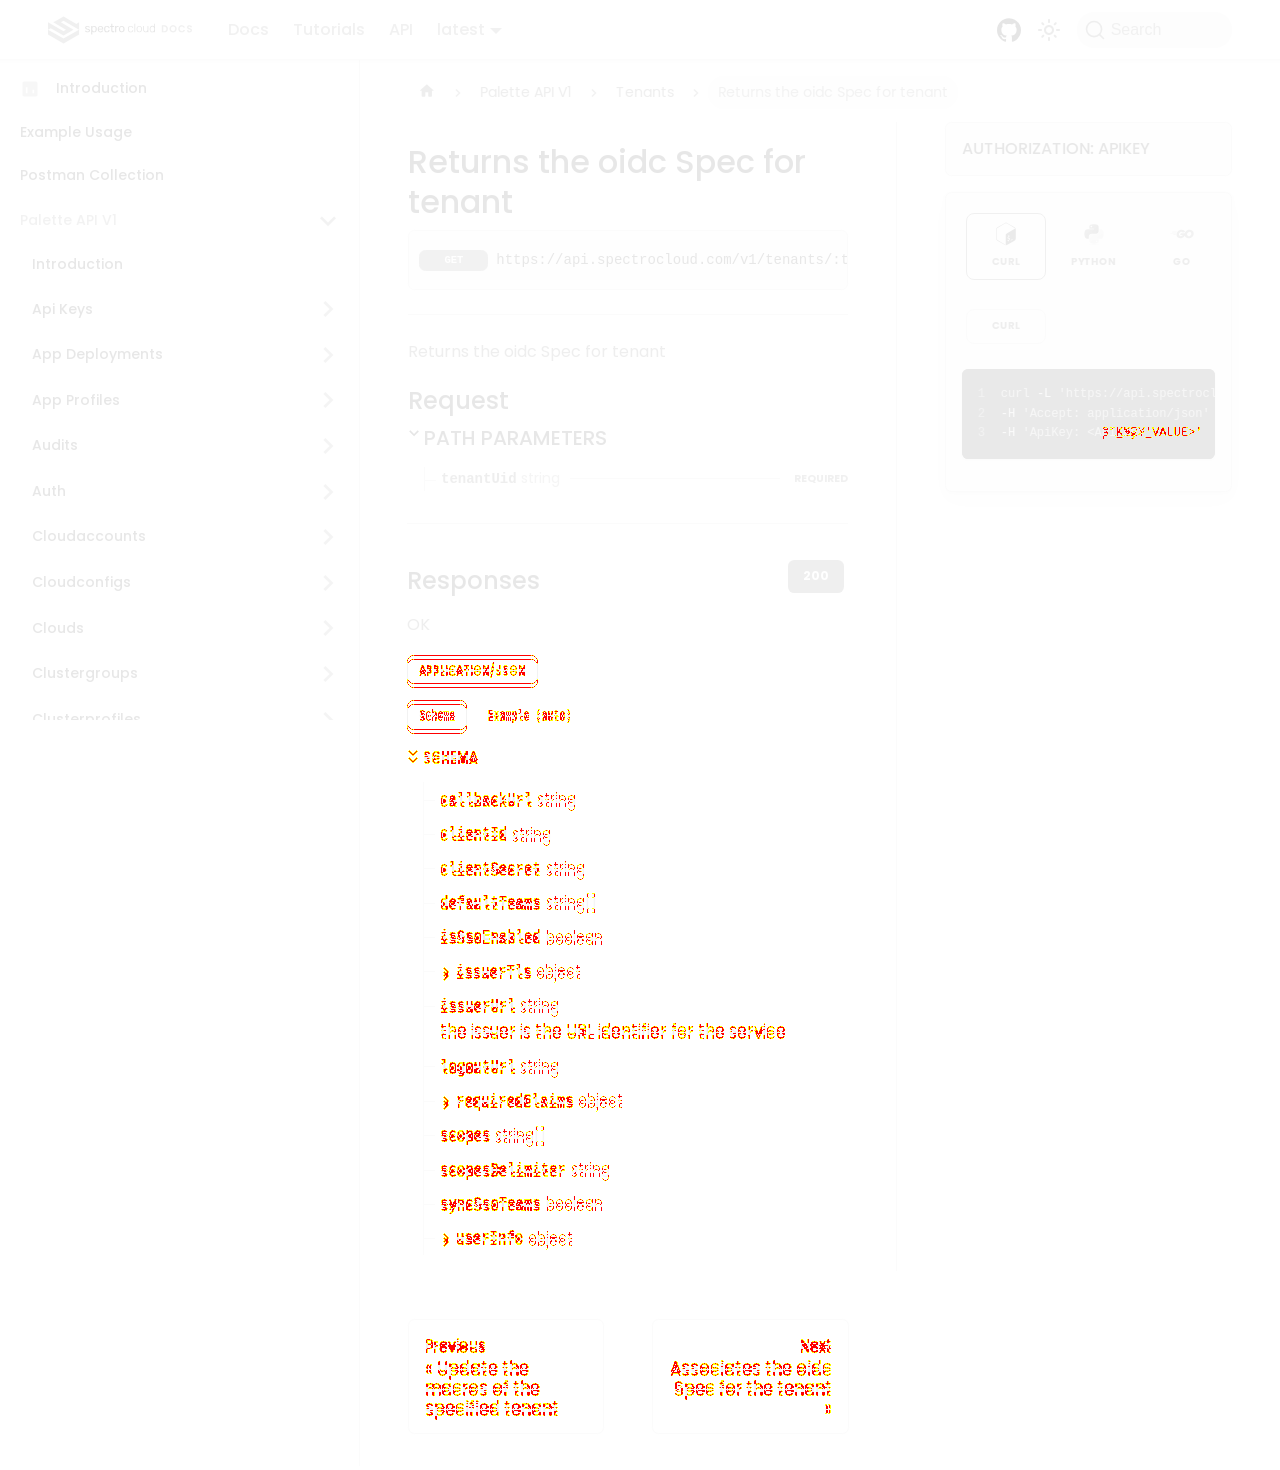 spectro cloud DOCS
Docs
Tutorials
API
latest
Search
Introduction
Example Usage
Postman Collection
Palette API V1
Introduction
Api Keys
App Deployments
App Profiles
Audits
Auth
Cloudaccounts
Cloudconfigs
Clouds
Clustergroups
Clusterprofiles
Palette API V1
Tenants
Returns the oidc Spec for tenant
Returns the oidc Spec for
tenant
GET https://api.spectrocloud.com/v1/tenants/:t
Returns the oidc Spec for tenant
Request
PATH PARAMETERS
tenantUid string REQUIRED
Responses
200
OK
APPLICATION/JSON
Schema
Example (auto)
SCHEMA
callbackUrl string
clientId string
clientSecret string
defaultTeams string[]
isSsoEnabled boolean
issuerTls object
issuerUrl string
the issuer is the URL identifier for the service
logoutUrl string
requiredClaims object
scopes string[]
scopesDelimiter string
syncSsoTeams boolean
userInfo object
Previous
« Update the
macros of the
specified tenant
Next
Associates the oidc
Spec for the tenant
»
AUTHORIZATION: APIKEY
CURL
PYTHON
GO
GO
CURL
1 curl -L 'https://api.spectrocl
2 -H 'Accept: application/json'
3 -H 'ApiKey: <API_KEY_VALUE>'